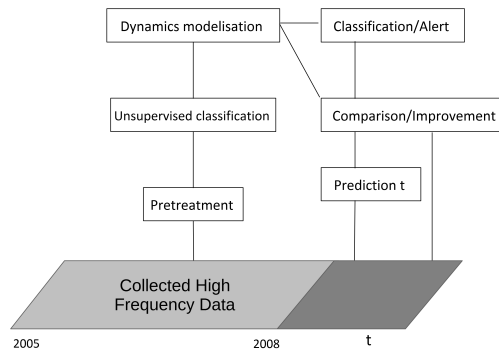 Dynamics modelisation
Classification/Alert
Unsupervised classification
Comparison/Improvement
Pretreatment
Prediction t
Collected High
Frequency Data
2005
2008
t